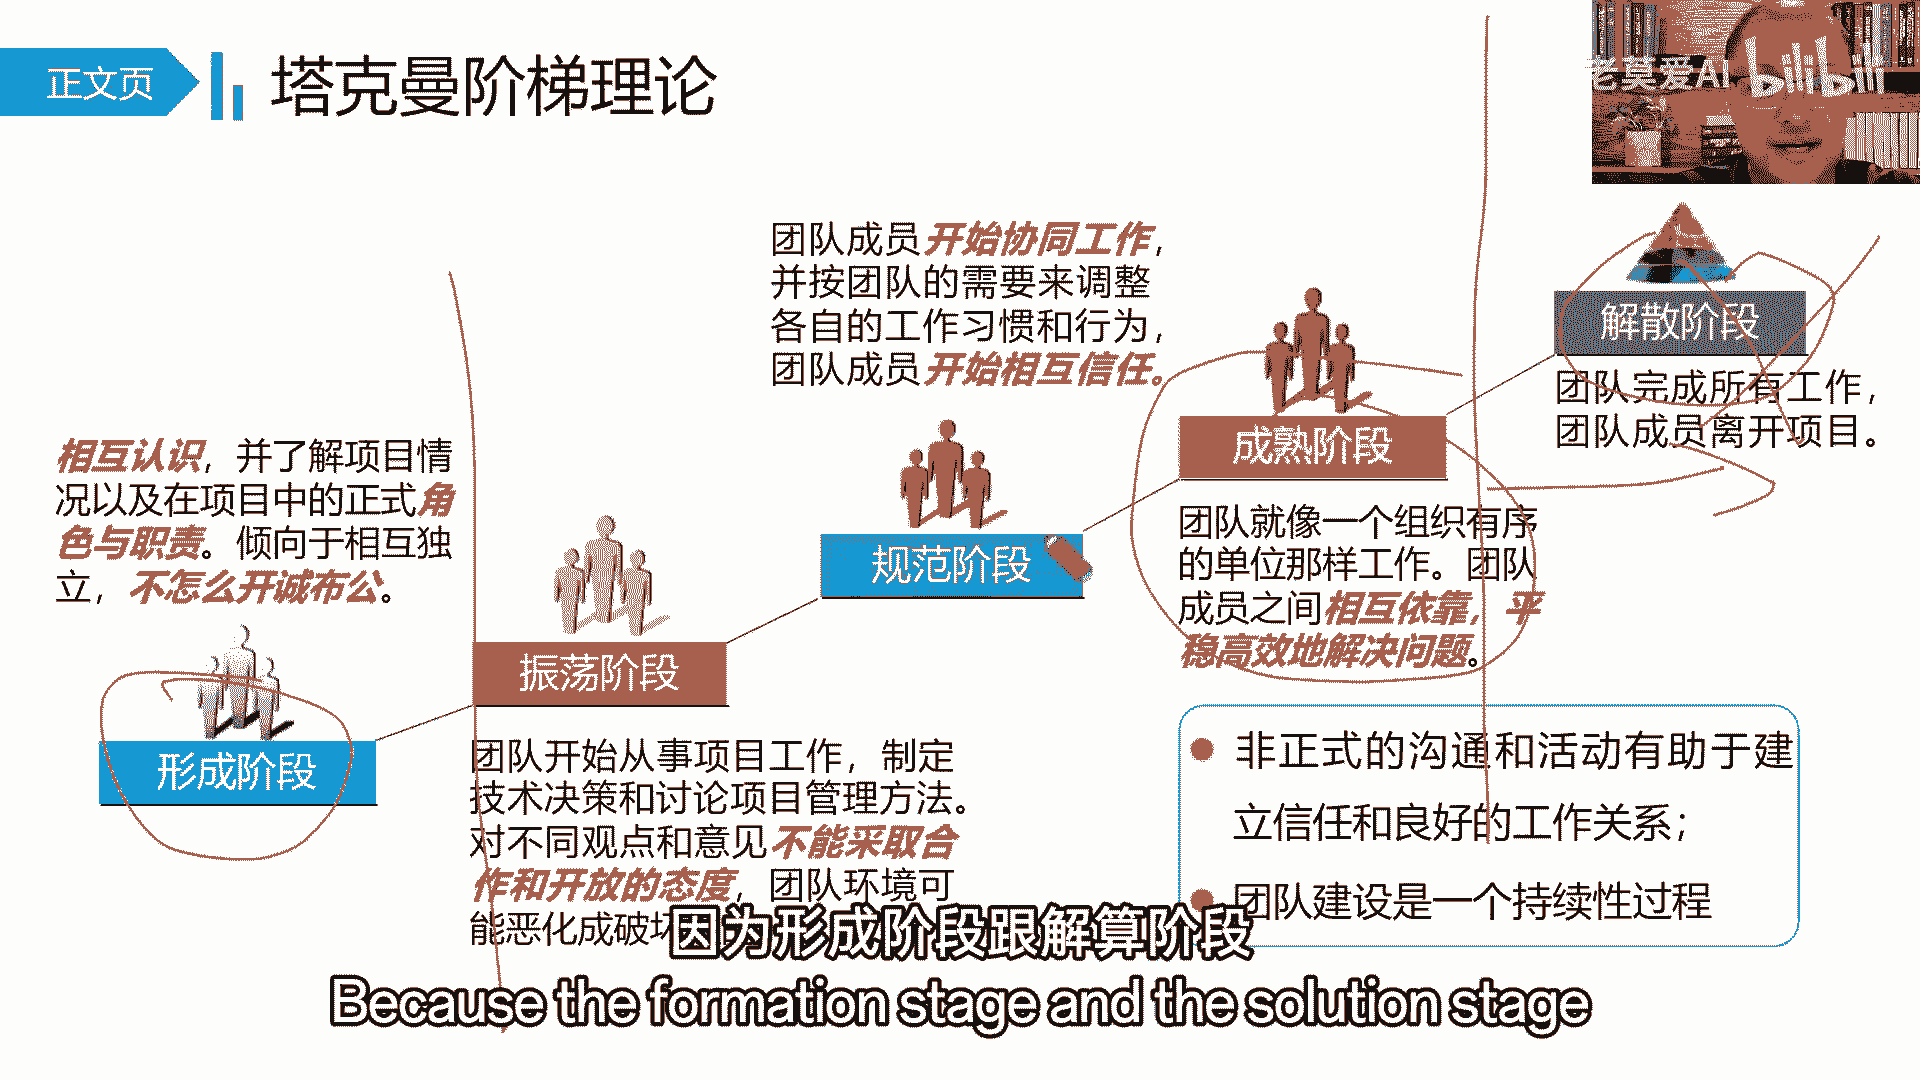 正文页
塔克曼阶梯理论
老莫爱AI
bilibili
团队成员开始协同工作，
并按团队的需要来调整
各自的工作习惯和行为，
团队成员开始相互信任。
解散阶段
团队完成所有工作，
团队成员离开项目。
成熟阶段
团队就像一个组织有序
的单位那样工作。团队
成员之间相互依靠，平
稳高效地解决问题。
相互认识，并了解项目情
况以及在项目中的正式角
色与职责。倾向于相互独
立，不怎么开诚布公。
规范阶段
振荡阶段
形成阶段
团队开始从事项目工作，制定
技术决策和讨论项目管理方法。
对不同观点和意见不能采取合
作和开放的态度，团队环境可
能恶化成破坏
非正式的沟通和活动有助于建
立信任和良好的工作关系；
团队建设是一个持续性过程
因为形成阶段跟解算阶段
Because the formation stage and the solution stage